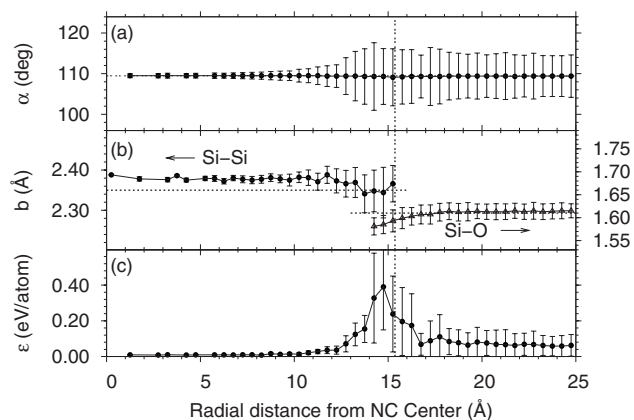 (a)
α (deg)
120
110
100
(b)
Si−Si
b (Å)
2.40
2.30
1.75
1.70
1.65
1.60
1.55
Si−O
(c)
ε (eV/atom)
0.40
0.20
0.00
0 5 10 15 20 25
Radial distance from NC Center (Å)